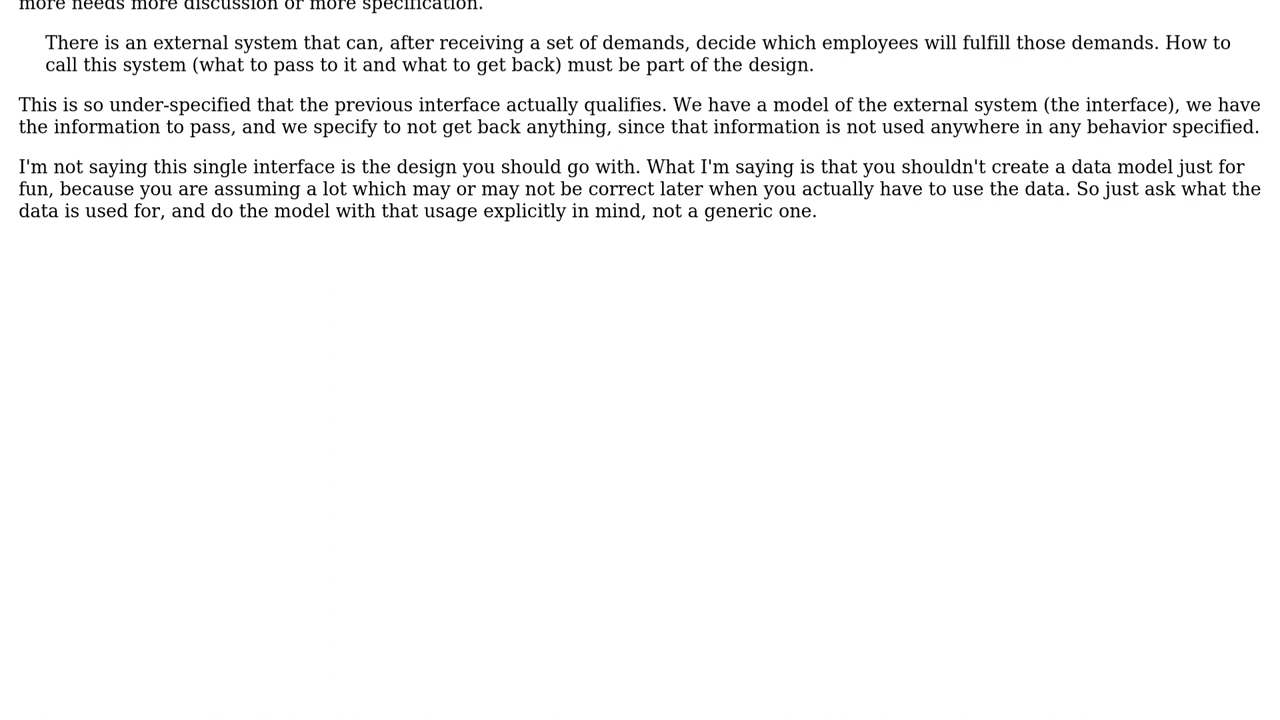 more needs more discussion or more specification.
There is an external system that can, after receiving a set of demands, decide which employees will fulfill those demands. How to
call this system (what to pass to it and what to get back) must be part of the design.
This is so under-specified that the previous interface actually qualifies. We have a model of the external system (the interface), we have
the information to pass, and we specify to not get back anything, since that information is not used anywhere in any behavior specified.
I'm not saying this single interface is the design you should go with. What I'm saying is that you shouldn't create a data model just for
fun, because you are assuming a lot which may or may not be correct later when you actually have to use the data. So just ask what the
data is used for, and do the model with that usage explicitly in mind, not a generic one.